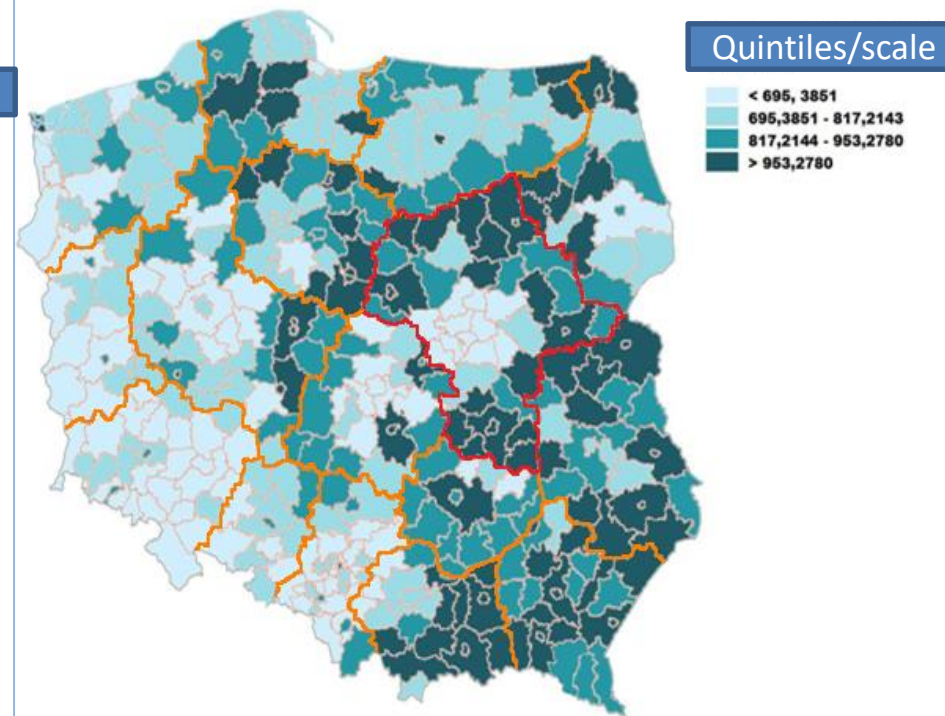 Quintiles/scale
< 695, 3851
695,3851 - 817,2143
817,2144 - 953,2780
> 953,2780